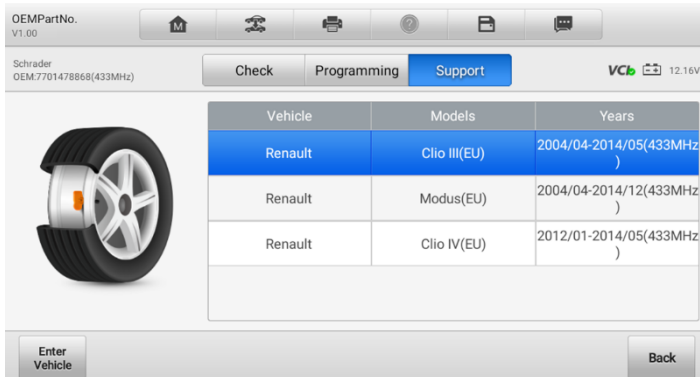 OEMPartNo.
V1.00
M
?
Schrader
OEM:7701478868(433MHz)
Check
Programming
Support
VCI
12.16V
Vehicle
Models
Years
Renault
Clio III(EU)
2004/04-2014/05(433MHz
)
Renault
Modus(EU)
2004/04-2014/12(433MHz
)
Renault
Clio IV(EU)
2012/01-2014/05(433MHz
)
Enter
Vehicle
Back